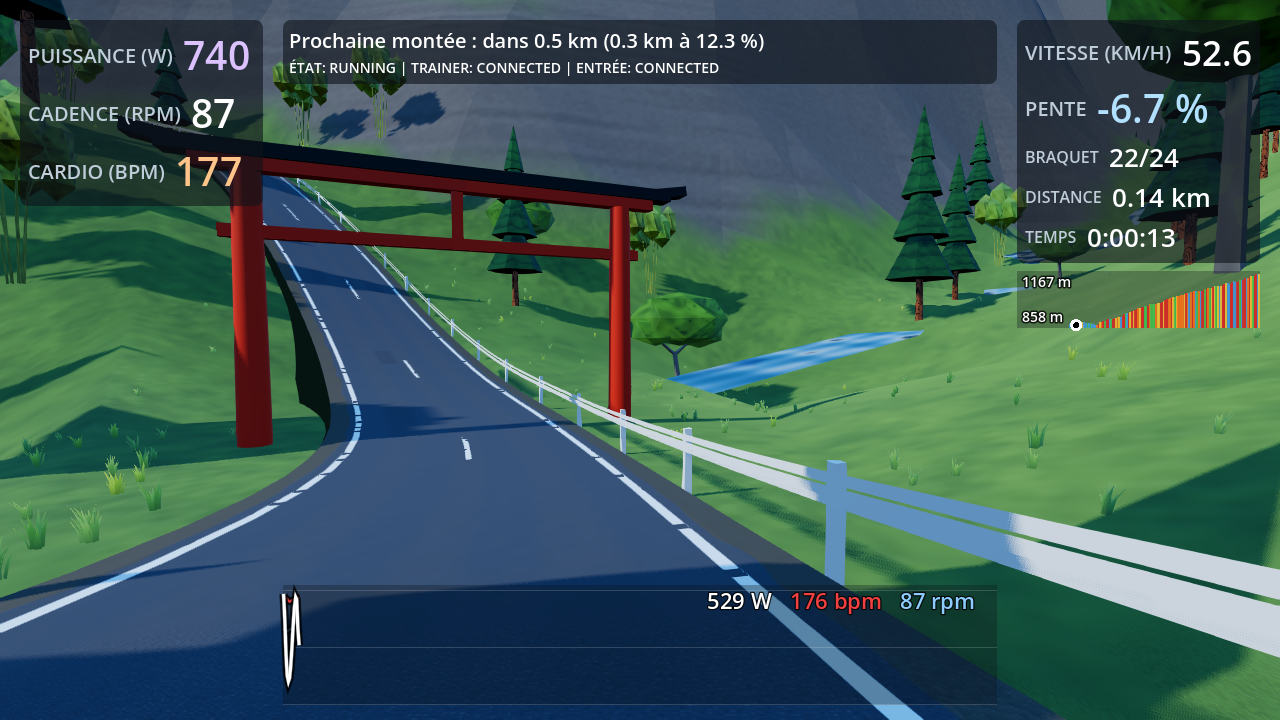 PUISSANCE (W) 740
CADENCE (RPM) 87
CARDIO (BPM) 177
Prochaine montée : dans 0.5 km (0.3 km à 12.3 %)
ÉTAT: RUNNING | TRAINER: CONNECTED | ENTRÉE: CONNECTED
VITESSE (KM/H) 52.6
PENTE -6.7 %
BRAQUET 22/24
DISTANCE 0.14 km
TEMPS 0:00:13
1167 m
858 m
529 W 176 bpm 87 rpm